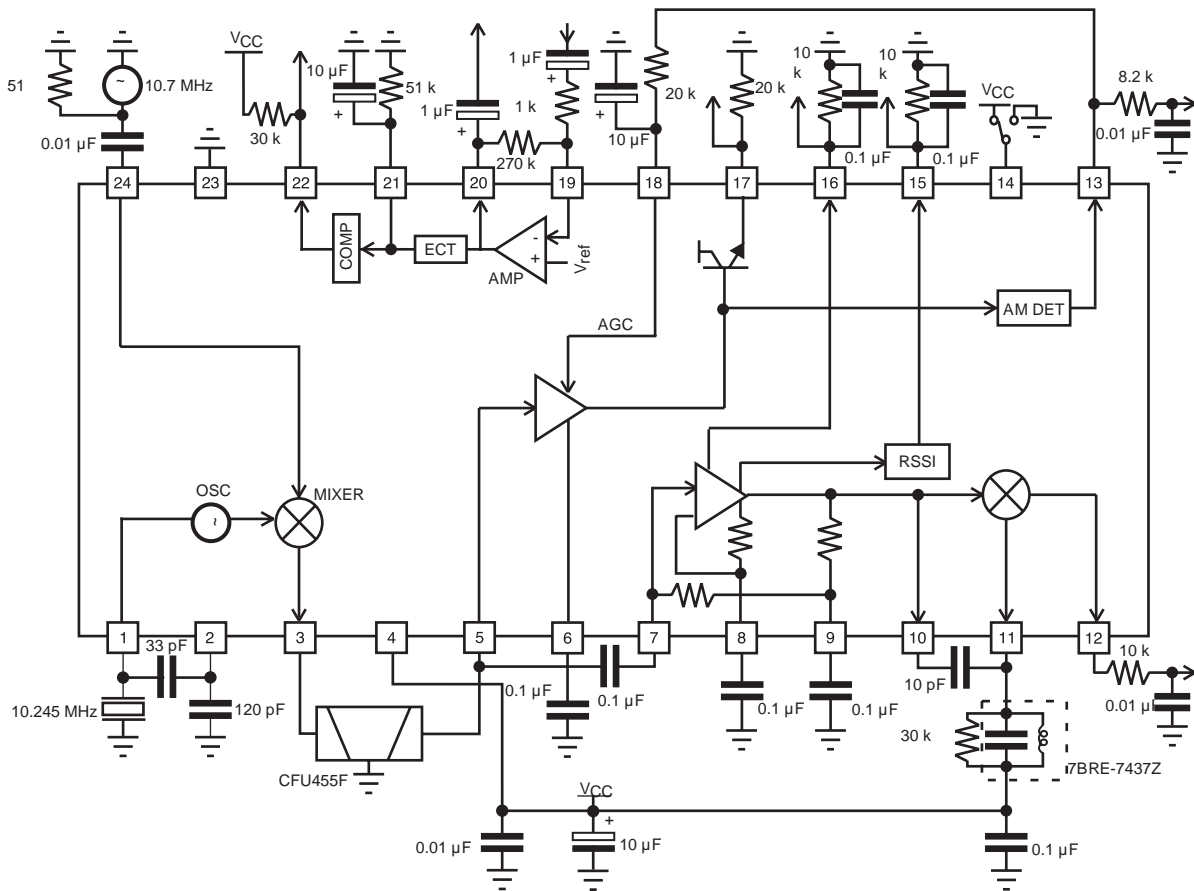 VCC
51
~
10.7 MHz
0.01 µF
30 k
10 µF
+
51 k
1 µF
+
270 k
1 µF
+
1 k
+
10 µF
20 k
20 k
10
k
0.1 µF
10
k
0.1 µF
VCC
8.2 k
0.01 µF
24
23
22
21
20
19
18
17
16
15
14
13
COMP
ECT
AMP
-
+
Vref
AGC
AM DET
RSSI
OSC
~
MIXER
1
2
3
4
5
6
7
8
9
10
11
12
33 pF
10.245 MHz
120 pF
CFU455F
0.1 µF
0.1 µF
0.1 µF
0.1 µF
10 pF
10 k
0.01 µ
30 k
7BRE-7437Z
VCC
0.01 µF
+
10 µF
0.1 µF